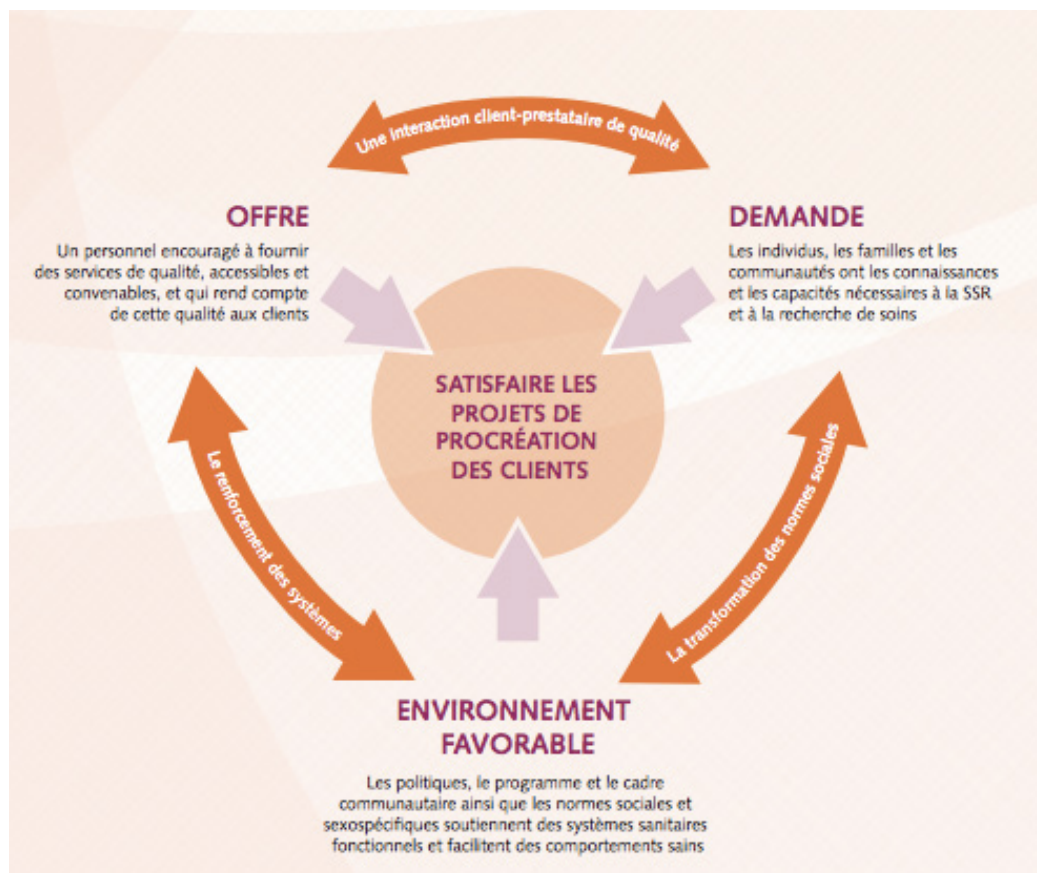 Une interaction client-prestataire de qualité
OFFRE
Un personnel encouragé à fournir
des services de qualité, accessibles et
convenables, et qui rend compte
de cette qualité aux clients
DEMANDE
Les individus, les familles et les
communautés ont les connaissances
et les capacités nécessaires à la SSR
et à la recherche de soins
SATISFAIRE LES
PROJETS DE
PROCRÉATION
DES CLIENTS
Le renforcement des systèmes
La transformation des normes sociales
ENVIRONNEMENT
FAVORABLE
Les politiques, le programme et le cadre
communautaire ainsi que les normes sociales et
sexospécifiques soutiennent des systèmes sanitaires
fonctionnels et facilitent des comportements sains